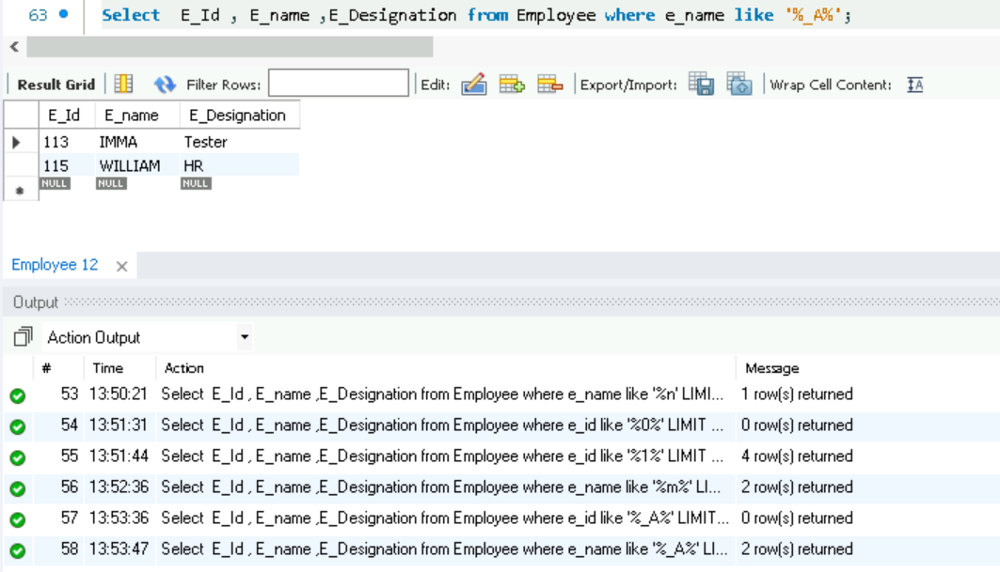 63 Select E_Id , E_name ,E_Designation from Employee where e_name like '%_A%';
<
Result Grid Filter Rows: Edit: Export/Import: Wrap Cell Content: IA
E_Id E_name E_Designation
113 IMMA Tester
115 WILLIAM HR
NULL NULL NULL
Employee 12 ×
Output
Action Output
# Time Action Message
53 13:50:21 Select E_Id , E_name ,E_Designation from Employee where e_name like '%n' LIMI... 1 row(s) returned
54 13:51:31 Select E_Id , E_name ,E_Designation from Employee where e_id like '%0%' LIMIT ... 0 row(s) returned
55 13:51:44 Select E_Id , E_name ,E_Designation from Employee where e_id like '%1%' LIMIT ... 4 row(s) returned
56 13:52:36 Select E_Id , E_name ,E_Designation from Employee where e_name like '%m%' LI... 2 row(s) returned
57 13:53:36 Select E_Id , E_name ,E_Designation from Employee where e_id like '%_A%' LIMIT... 0 row(s) returned
58 13:53:47 Select E_Id , E_name ,E_Designation from Employee where e_name like '%_A%' LI... 2 row(s) returned